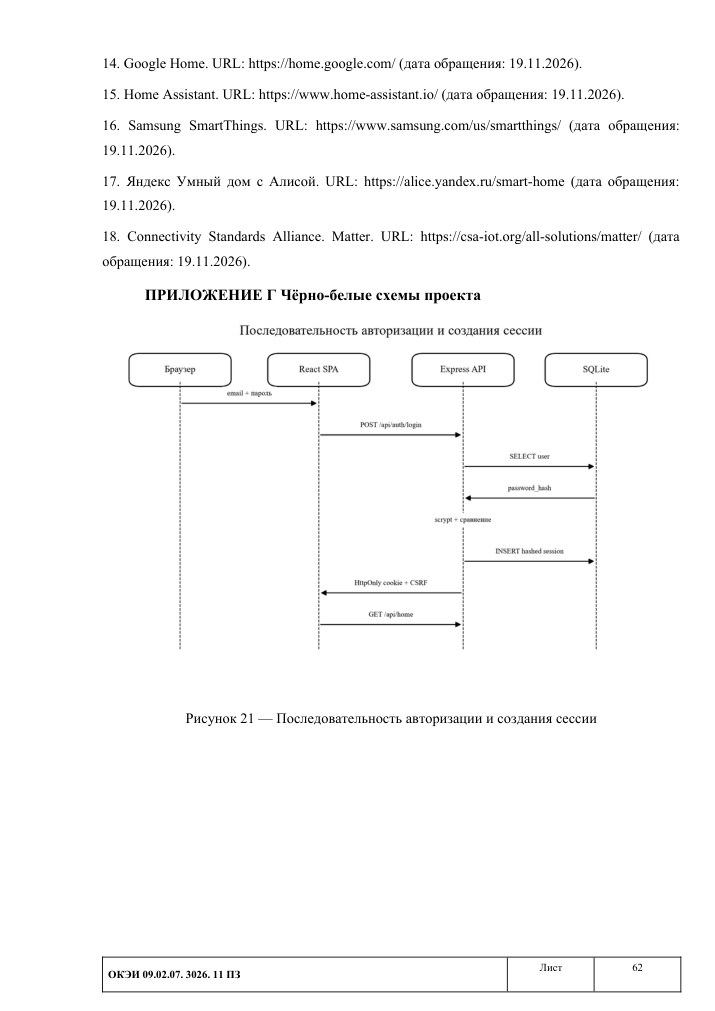 14. Google Home. URL: https://home.google.com/ (дата обращения: 19.11.2026).
15. Home Assistant. URL: https://www.home-assistant.io/ (дата обращения: 19.11.2026).
16. Samsung SmartThings. URL: https://www.samsung.com/us/smartthings/ (дата обращения:
19.11.2026).
17. Яндекс Умный дом с Алисой. URL: https://alice.yandex.ru/smart-home (дата обращения:
19.11.2026).
18. Connectivity Standards Alliance. Matter. URL: https://csa-iot.org/all-solutions/matter/ (дата
обращения: 19.11.2026).
ПРИЛОЖЕНИЕ Г Чёрно-белые схемы проекта
Последовательность авторизации и создания сессии
Браузер React SPA Express API SQLite
email + пароль
POST /api/auth/login
SELECT user
password_hash
scrypt + сравнение
INSERT hashed session
HttpOnly cookie + CSRF
GET /api/home
Рисунок 21 — Последовательность авторизации и создания сессии
ОКЭИ 09.02.07. 3026. 11 ПЗ Лист 62